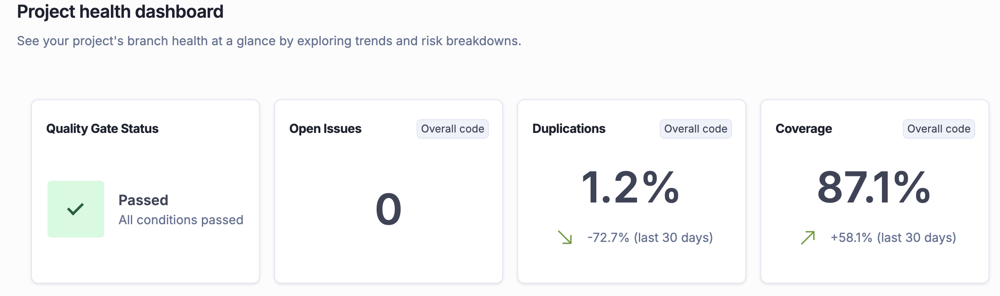 Project health dashboard
See your project's branch health at a glance by exploring trends and risk breakdowns.
Quality Gate Status
Passed
All conditions passed
Open Issues
Overall code
0
Duplications
Overall code
1.2%
-72.7% (last 30 days)
Coverage
Overall code
87.1%
+58.1% (last 30 days)